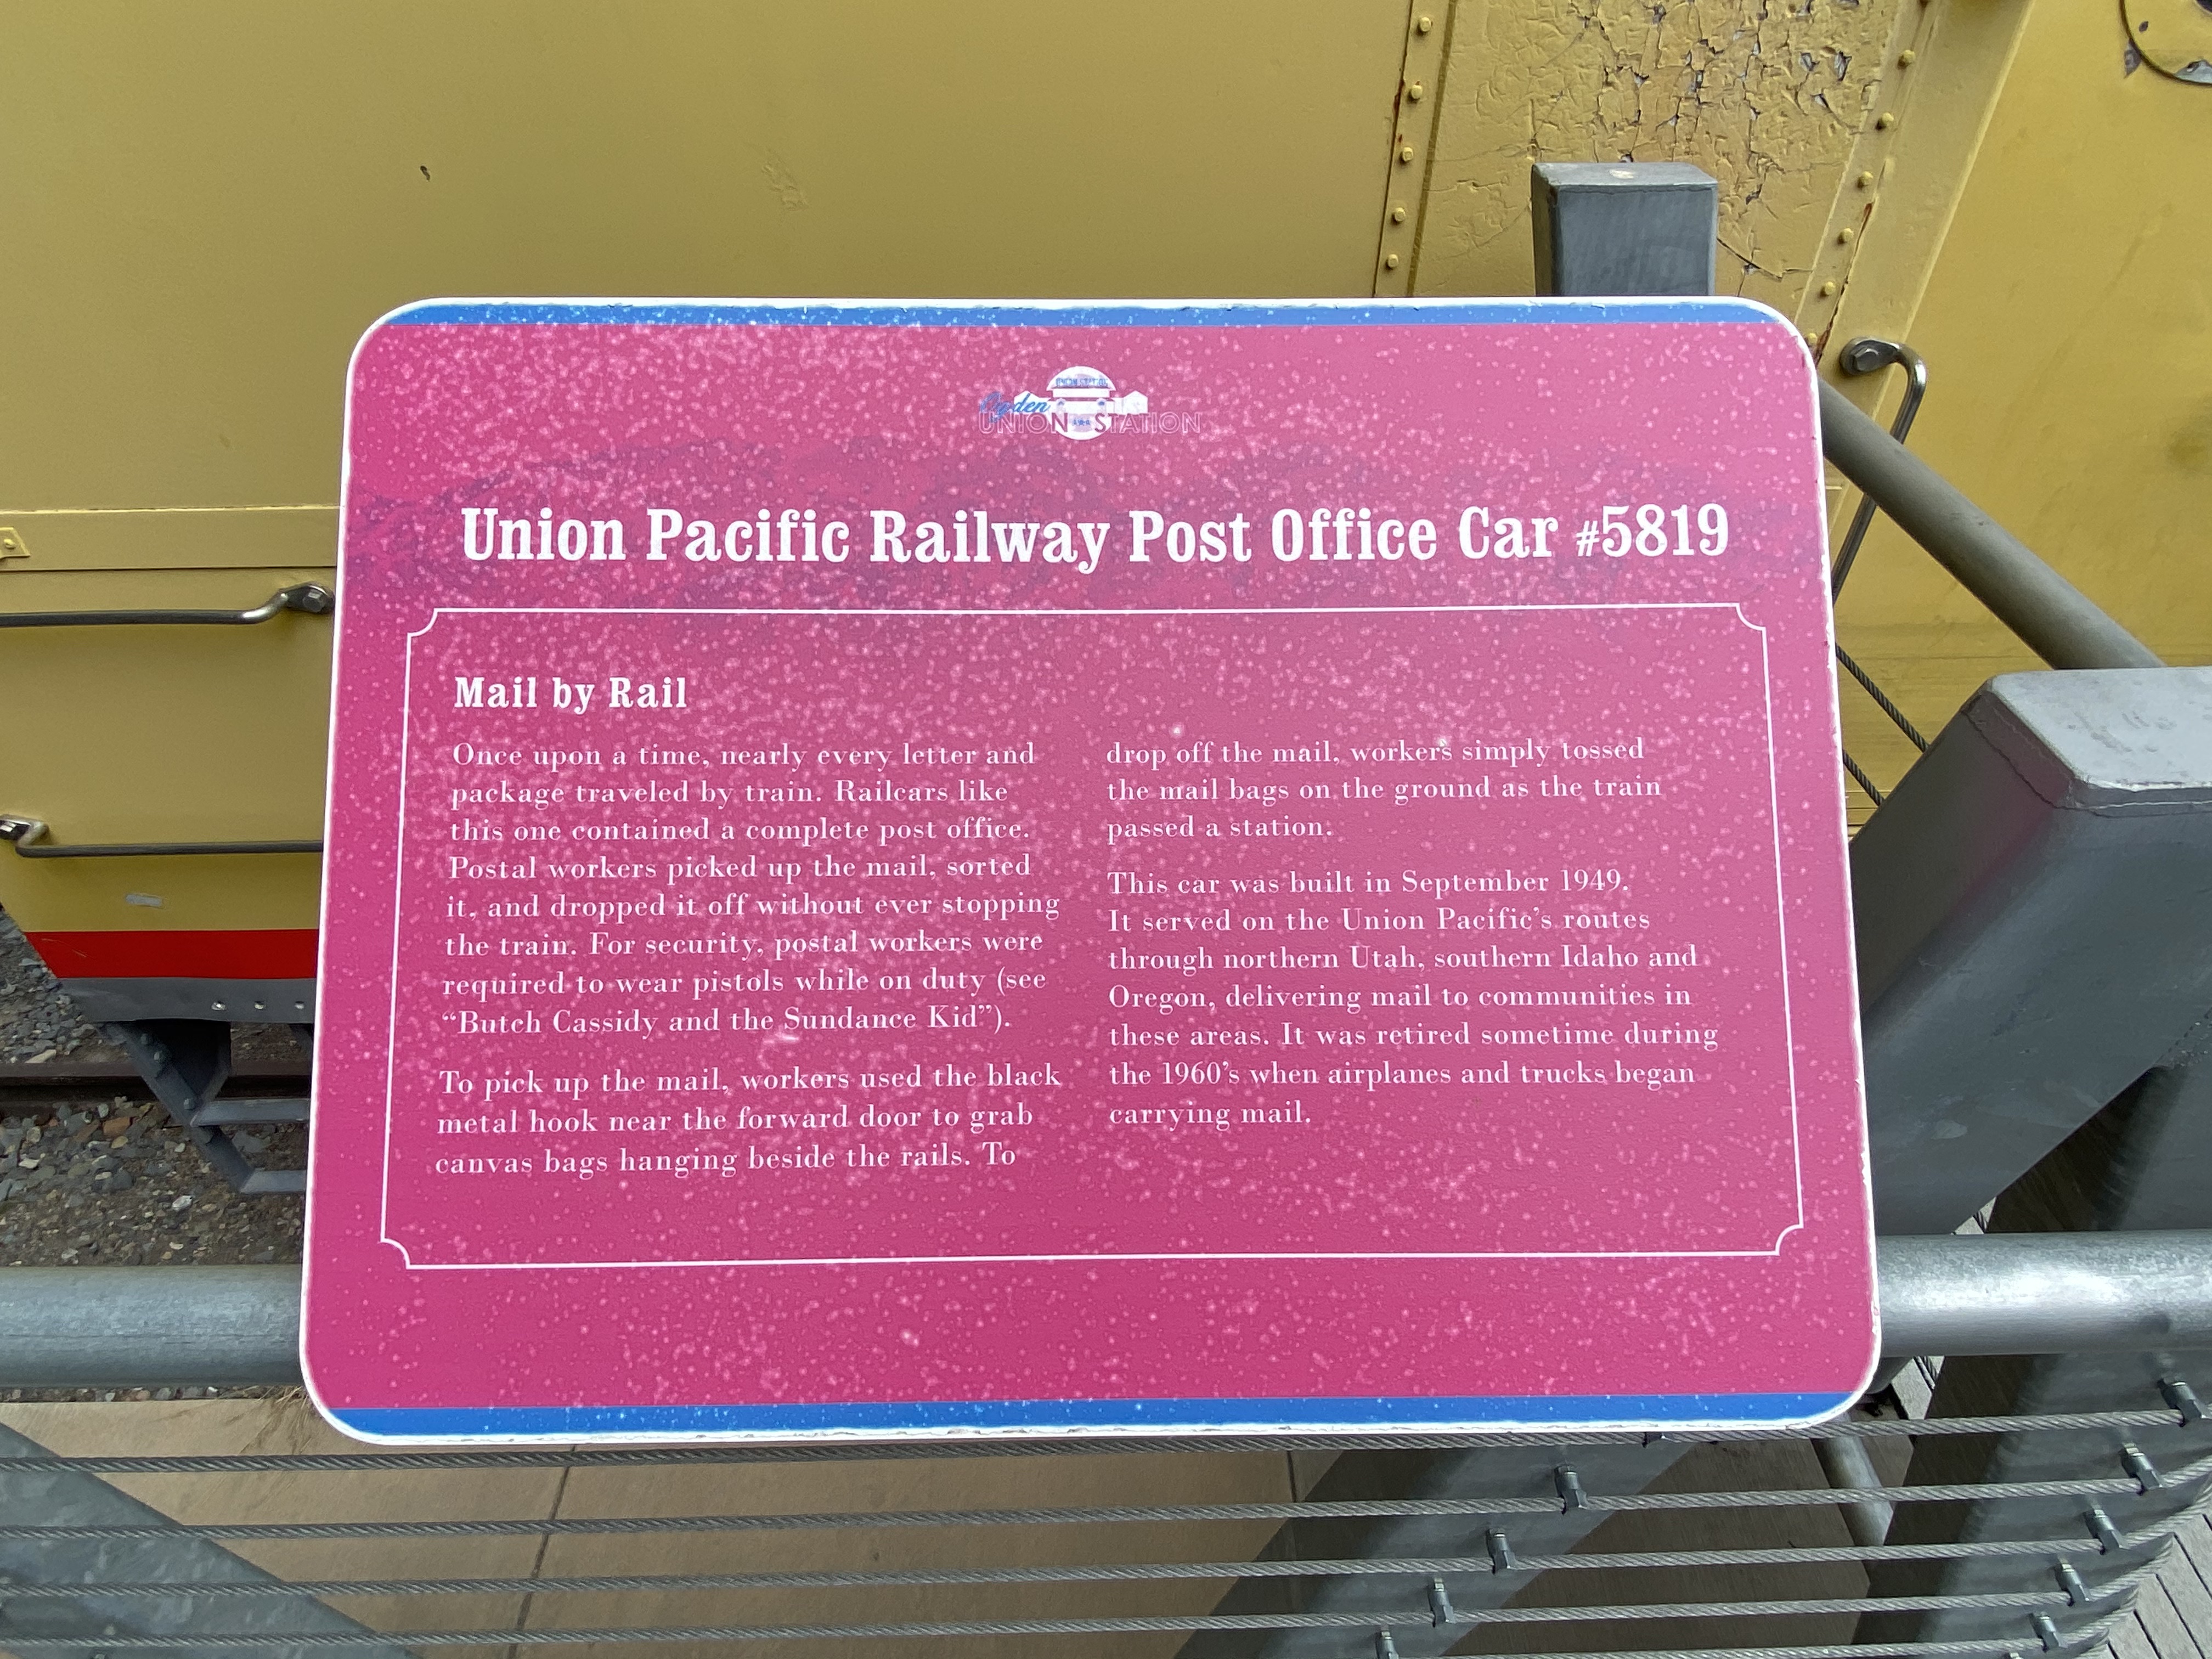 Ogden
UNION STATION
Union Pacific Railway Post Office Car #5819
Mail by Rail
Once upon a time, nearly every letter and
package traveled by train. Railcars like
this one contained a complete post office.
Postal workers picked up the mail, sorted
it, and dropped it off without ever stopping
the train. For security, postal workers were
required to wear pistols while on duty (see
“Butch Cassidy and the Sundance Kid”).
To pick up the mail, workers used the black
metal hook near the forward door to grab
canvas bags hanging beside the rails. To
drop off the mail, workers simply tossed
the mail bags on the ground as the train
passed a station.
This car was built in September 1949.
It served on the Union Pacific’s routes
through northern Utah, southern Idaho and
Oregon, delivering mail to communities in
these areas. It was retired sometime during
the 1960’s when airplanes and trucks began
carrying mail.